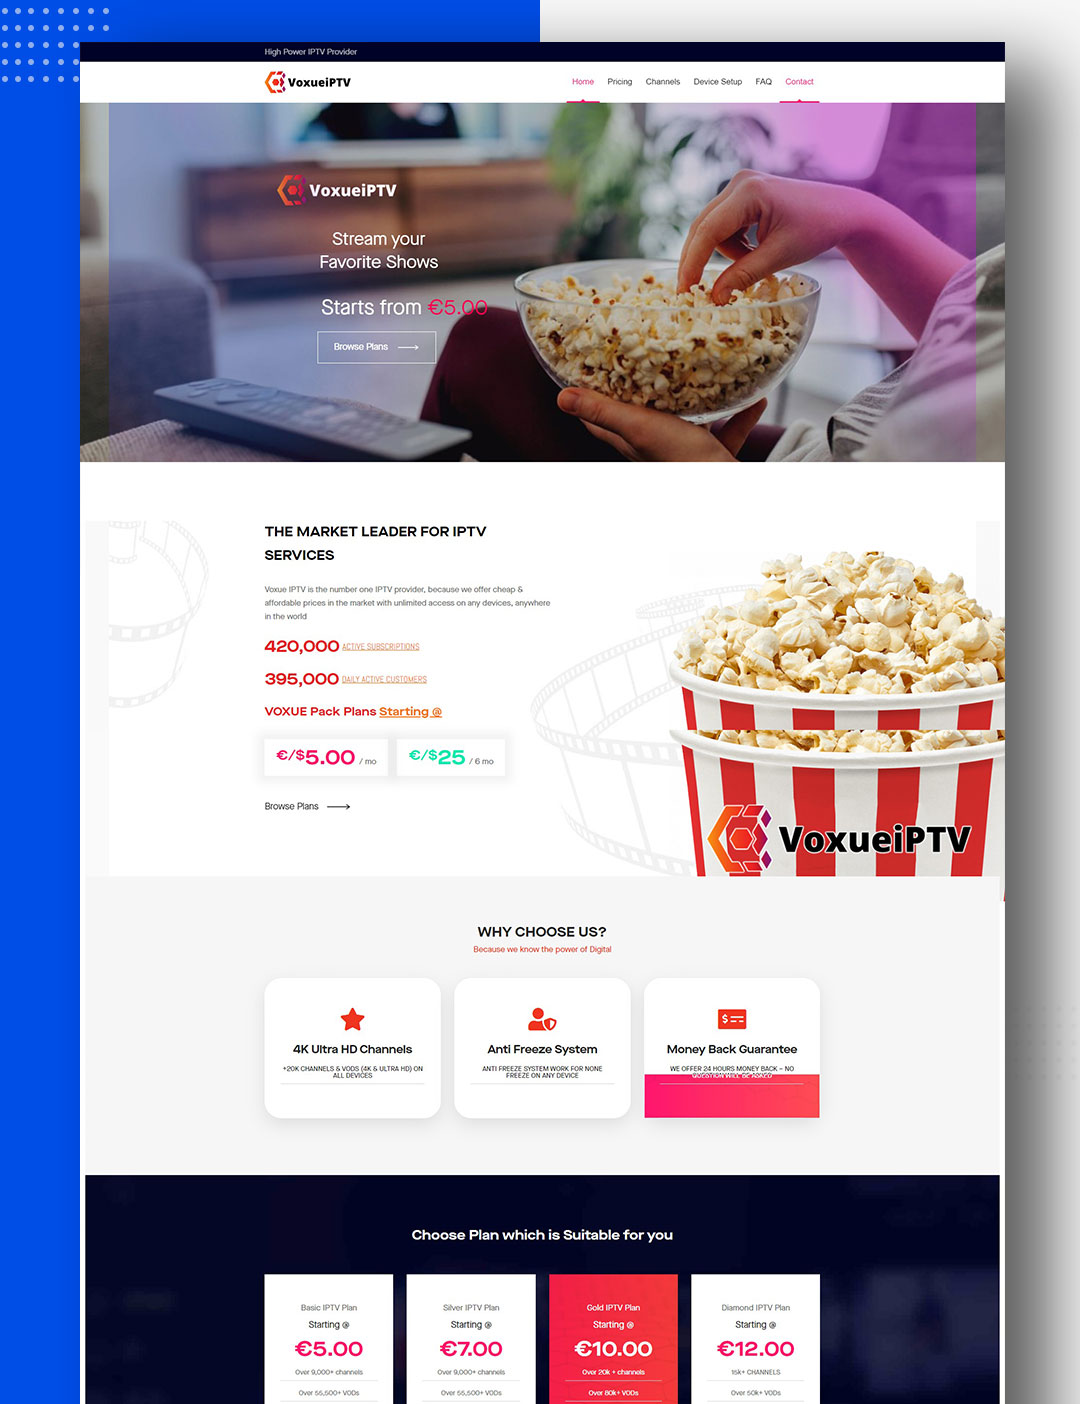 High Power IPTV Provider
VoxueiPTV
Home Pricing Channels Device Setup FAQ Contact
VoxueiPTV
Stream your
Favorite Shows
Starts from €5.00
Browse Plans
THE MARKET LEADER FOR IPTV
SERVICES
Voxue IPTV is the number one IPTV provider, because we offer cheap &
affordable prices in the market with unlimited access on any devices, anywhere
in the world
420,000 ACTIVE SUBSCRIPTIONS
395,000 DAILY ACTIVE CUSTOMERS
VOXUE Pack Plans Starting @
€/$5.00 / mo €/$25 / 6 mo
Browse Plans
VoxueiPTV
WHY CHOOSE US?
Because we know the power of Digital
4K Ultra HD Channels
+20K CHANNELS & VODS (4K & ULTRA HD) ON
ALL DEVICES
Anti Freeze System
ANTI FREEZE SYSTEM WORK FOR NONE
FREEZE ON ANY DEVICE
Money Back Guarantee
WE OFFER 24 HOURS MONEY BACK – NO
QUESTION WILL BE ASKED
Choose Plan which is Suitable for you
Basic IPTV Plan
Starting @
€5.00
Over 9,000+ channels
Over 55,500+ VODs
Silver IPTV Plan
Starting @
€7.00
Over 9,000+ channels
Over 55,500+ VODs
Gold IPTV Plan
Starting @
€10.00
Over 20k + channels
Over 80k+ VODs
Diamond IPTV Plan
Starting @
€12.00
15k+ CHANNELS
Over 50k+ VODs